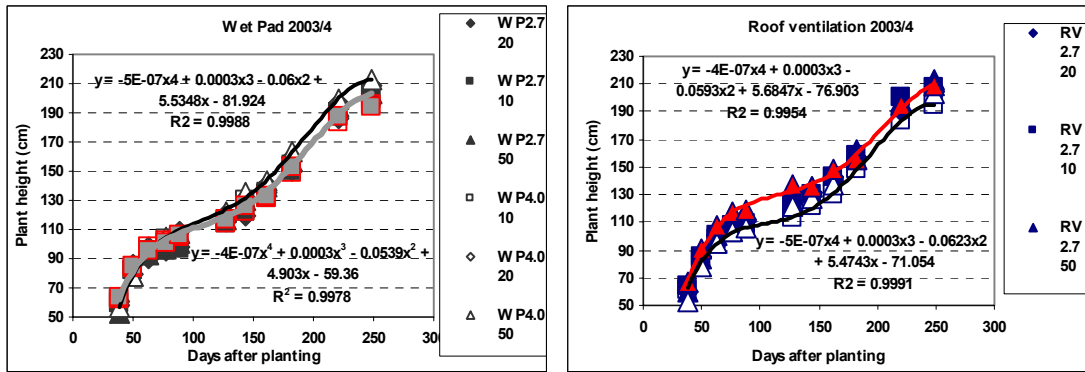 Wet Pad 2003/4
230
210
190
170
150
130
110
90
70
50
Plant height (cm)
y = -5E-07x4 + 0.0003x3 - 0.06x2 +
5.5348x - 81.924
R2 = 0.9988
y = -4E-07x⁴ + 0.0003x³ - 0.0539x² +
4.903x - 59.36
R² = 0.9978
0 50 100 150 200 250 300
Days after planting
W P2.7
20
W P2.7
10
W P2.7
50
W P4.0
10
W P4.0
20
W P4.0
50
Roof ventilation 2003/4
230
210
190
170
150
130
110
90
70
50
Plant height (cm)
y = -4E-07x4 + 0.0003x3 -
0.0593x2 + 5.6847x - 76.903
R2 = 0.9954
y = -5E-07x4 + 0.0003x3 - 0.0623x2
+ 5.4743x - 71.054
R2 = 0.9991
0 50 100 150 200 250 300
Days after planting
RV
2.7
20
RV
2.7
10
RV
2.7
50